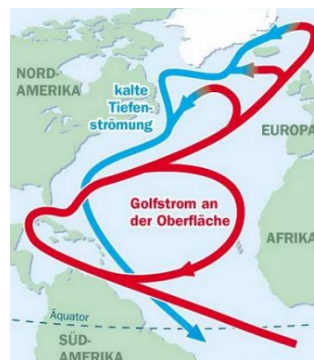 NORD-
AMERIKA
kalte
Tiefen-
strömung
EUROPA
Golfstrom an
der Oberfläche
AFRIKA
Äquator
SÜD-
AMERIKA